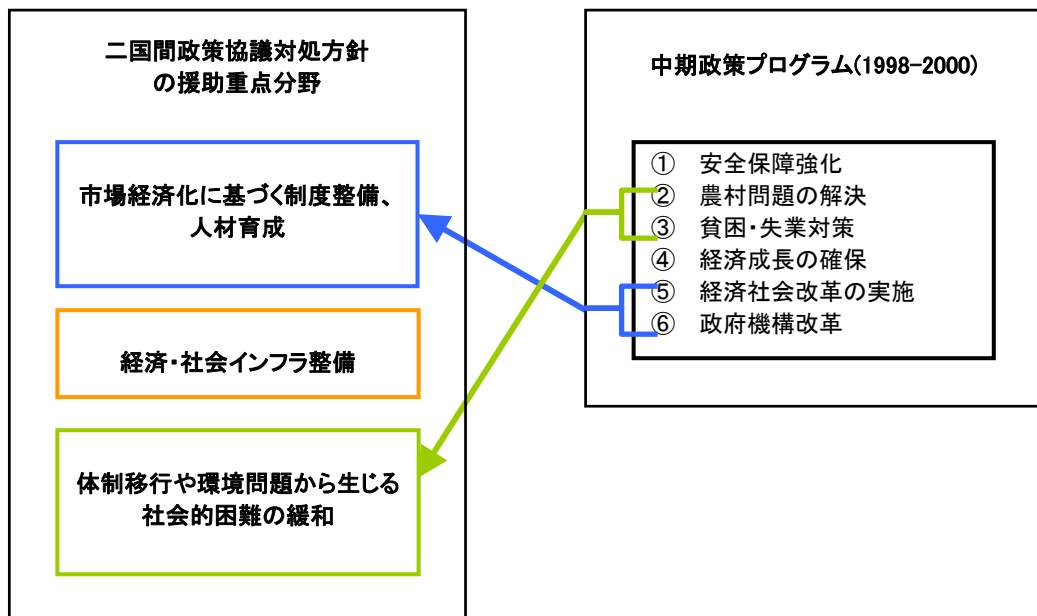 二国間政策協議対処方針
の援助重点分野
市場経済化に基づく制度整備、
人材育成
経済・社会インフラ整備
体制移行や環境問題から生じる
社会的困難の緩和
中期政策プログラム(1998-2000)
① 安全保障強化
② 農村問題の解決
③ 貧困・失業対策
④ 経済成長の確保
⑤ 経済社会改革の実施
⑥ 政府機構改革